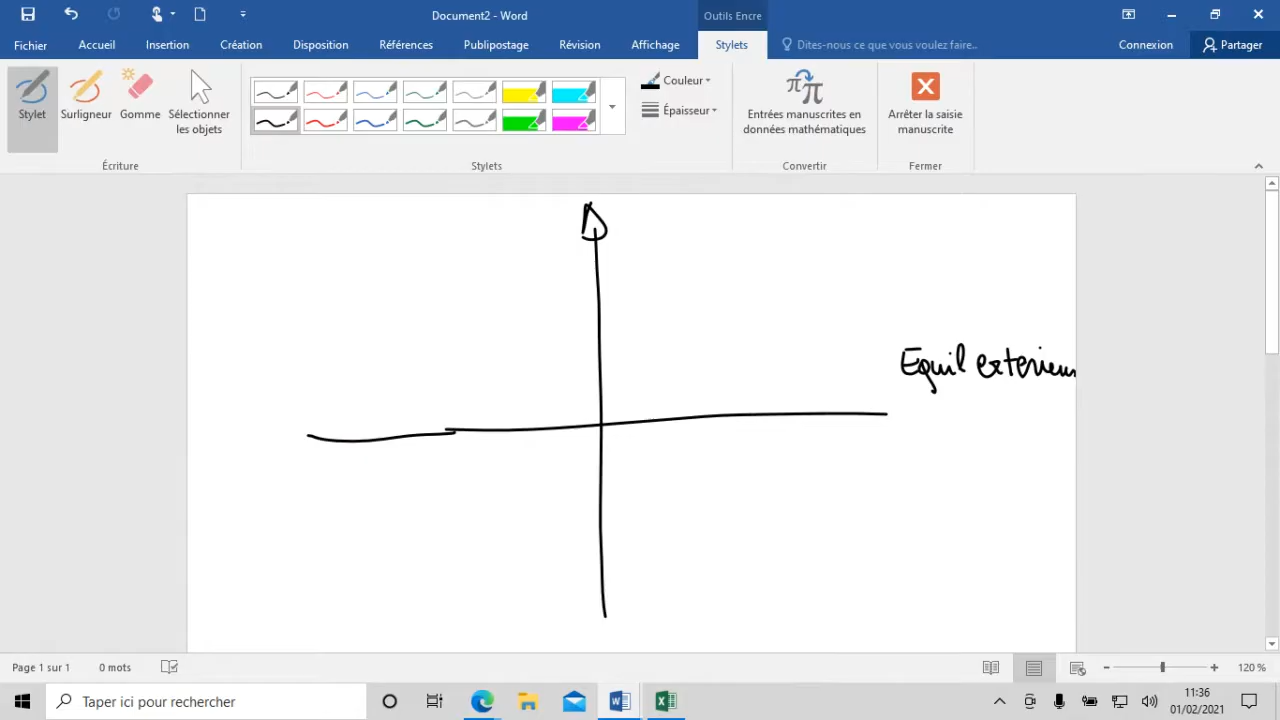 Document2 - Word
Outils Encre
Fichier
Accueil
Insertion
Création
Disposition
Références
Publipostage
Révision
Affichage
Stylets
Dites-nous ce que vous voulez faire...
Connexion
Partager
Stylet
Surligneur
Gomme
Sélectionner
les objets
Couleur
Épaisseur
Entrées manuscrites en
données mathématiques
Arrêter la saisie
manuscrite
Écriture
Stylets
Convertir
Fermer
Equil exterieur
Page 1 sur 1
0 mots
120 %
Taper ici pour rechercher
11:36
01/02/2021